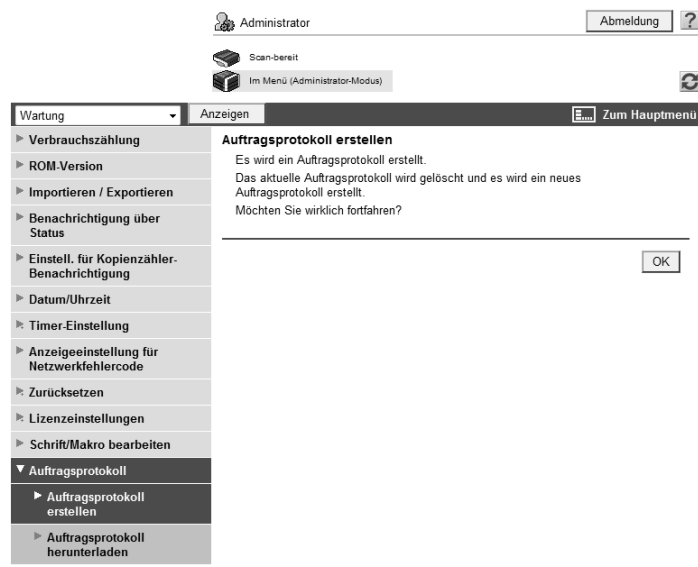 Administrator
Abmeldung
?
Scan-bereit
Im Menü (Administrator-Modus)
Wartung
Anzeigen
Zum Hauptmenü
Verbrauchszählung
ROM-Version
Importieren / Exportieren
Benachrichtigung über
Status
Einstell. für Kopienzähler-
Benachrichtigung
Datum/Uhrzeit
Timer-Einstellung
Anzeigeeinstellung für
Netzwerkfehlercode
Zurücksetzen
Lizenzeinstellungen
Schrift/Makro bearbeiten
Auftragsprotokoll
Auftragsprotokoll
erstellen
Auftragsprotokoll
herunterladen
Auftragsprotokoll erstellen
Es wird ein Auftragsprotokoll erstellt.
Das aktuelle Auftragsprotokoll wird gelöscht und es wird ein neues
Auftragsprotokoll erstellt.
Möchten Sie wirklich fortfahren?
OK